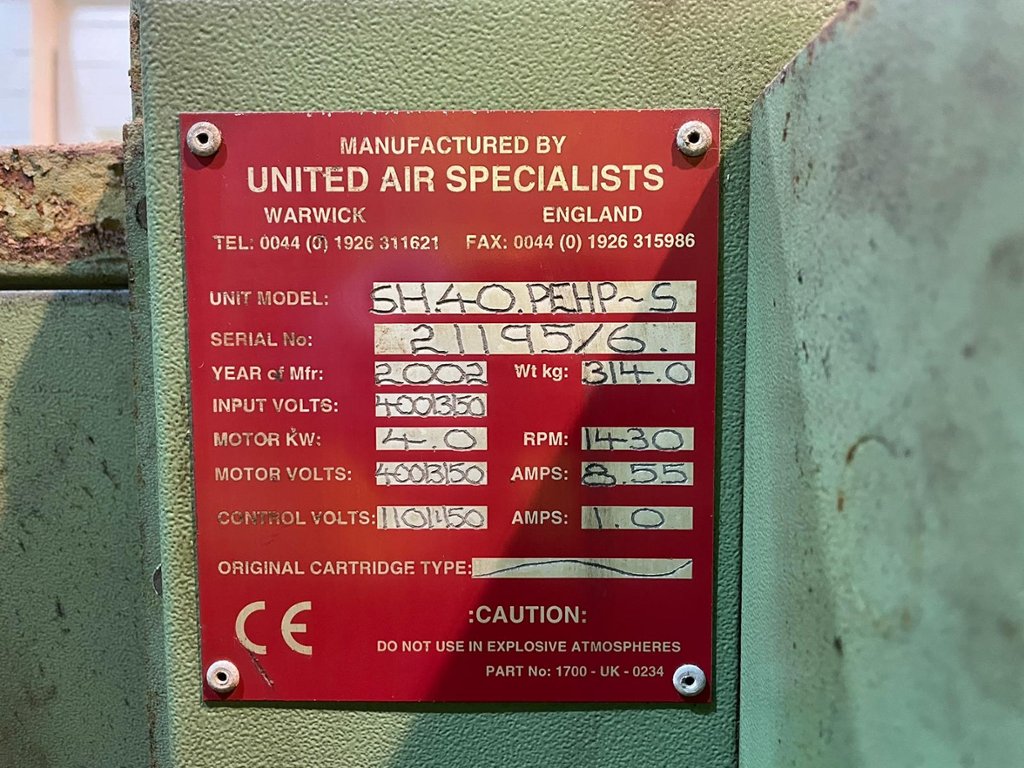 MANUFACTURED BY
UNITED AIR SPECIALISTS
WARWICK ENGLAND
TEL: 0044 (0) 1926 311621 FAX: 0044 (0) 1926 315986
UNIT MODEL: SH.40.PEHP~S
SERIAL No: 21195/6.
YEAR of Mfr: 2002 Wt kg: 314.0
INPUT VOLTS: 400/3/50
MOTOR KW: 4.0 RPM: 1430
MOTOR VOLTS: 400/3/50 AMPS: 8.55
CONTROL VOLTS: 110/1/50 AMPS: 1.0
ORIGINAL CARTRIDGE TYPE:
CE :CAUTION:
DO NOT USE IN EXPLOSIVE ATMOSPHERES
PART No: 1700 - UK - 0234